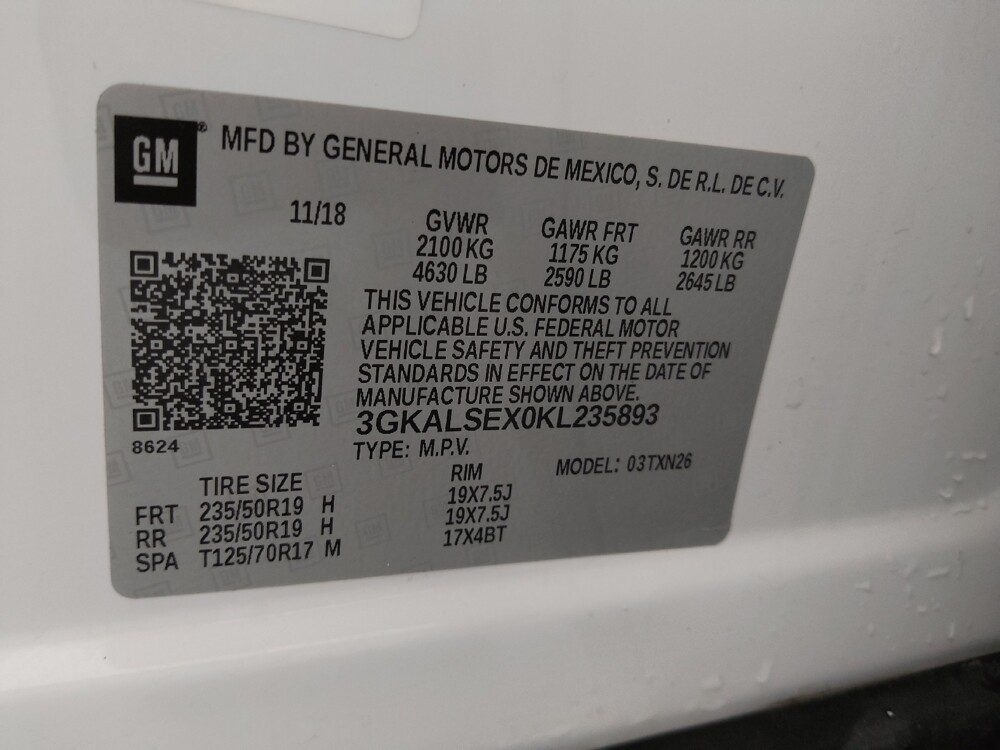 GM® MFD BY GENERAL MOTORS DE MEXICO, S. DE R.L. DE C.V.
11/18
GVWR GAWR FRT GAWR RR
2100 KG 1175 KG 1200 KG
4630 LB 2590 LB 2645 LB
THIS VEHICLE CONFORMS TO ALL
APPLICABLE U.S. FEDERAL MOTOR
VEHICLE SAFETY AND THEFT PREVENTION
STANDARDS IN EFFECT ON THE DATE OF
MANUFACTURE SHOWN ABOVE.
3GKALSEX0KL235893
8624
TYPE: M.P.V. MODEL: 03TXN26
TIRE SIZE RIM
FRT 235/50R19 H 19X7.5J
RR 235/50R19 H 19X7.5J
SPA T125/70R17 M 17X4BT